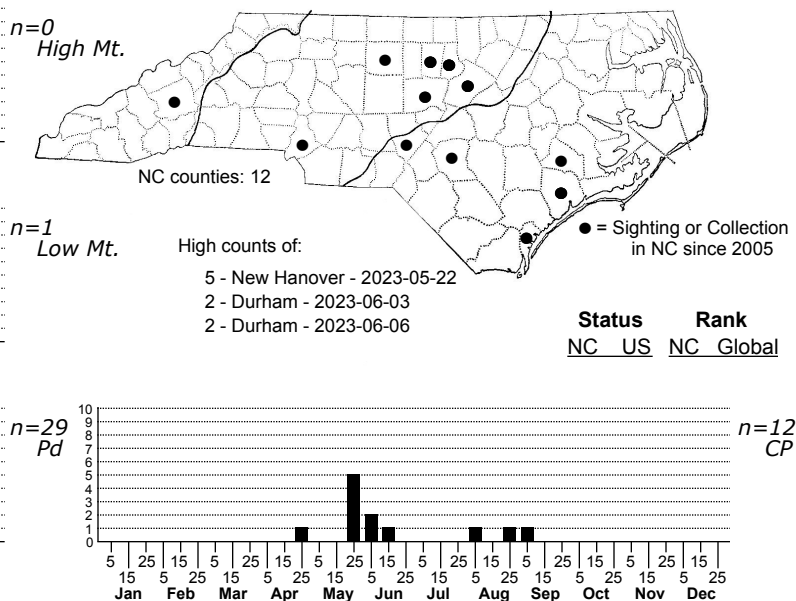 n=0
High Mt.
NC counties: 12
n=1
Low Mt.
High counts of:
5 - New Hanover - 2023-05-22
2 - Durham - 2023-06-03
2 - Durham - 2023-06-06
● = Sighting or Collection
in NC since 2005
Status Rank
NC US NC Global
n=29
Pd
n=12
CP
10
9
8
7
6
5
4
3
2
1
0
5 25 15 5 25 15 5 25 15 5 25 15 5 25 15 5 25 15
15 5 25 15 5 25 15 5 25 15 5 25 15 5 25 15 5 25
Jan Feb Mar Apr May Jun Jul Aug Sep Oct Nov Dec